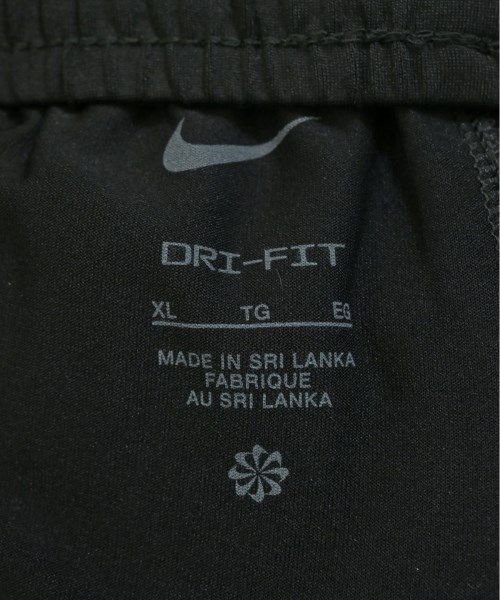 DRI-FIT
XL TG EG
MADE IN SRI LANKA
FABRIQUE
AU SRI LANKA